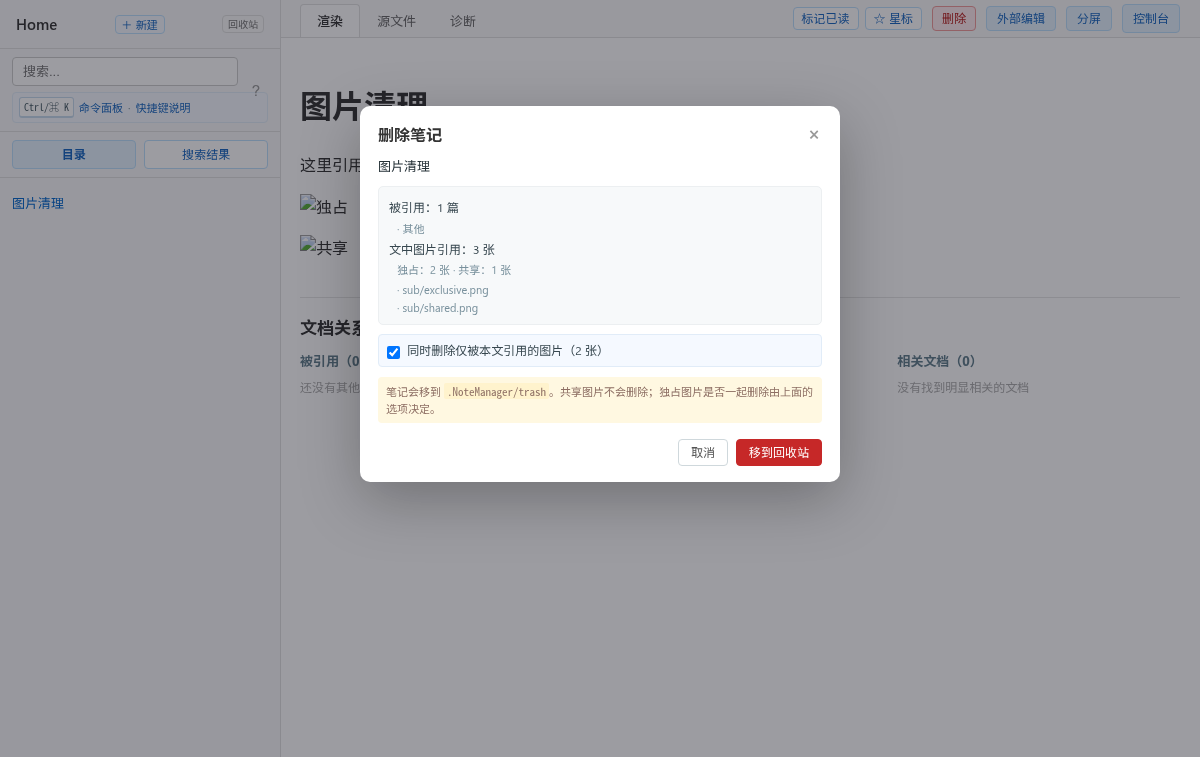 Home
＋ 新建
回收站
搜索...
?
Ctrl/⌘ K 命令面板 · 快捷键说明
目录
搜索结果
图片清理
渲染
源文件
诊断
标记已读
☆ 星标
删除
外部编辑
分屏
控制台
图片清理
这里引用
独占
共享
文档关系
被引用（0
还没有其他
相关文档（0）
没有找到明显相关的文档
删除笔记
×
图片清理
被引用：1 篇
· 其他
文中图片引用：3 张
独占：2 张 · 共享：1 张
· sub/exclusive.png
· sub/shared.png
同时删除仅被本文引用的图片（2 张）
笔记会移到 .NoteManager/trash。共享图片不会删除；独占图片是否一起删除由上面的
选项决定。
取消
移到回收站